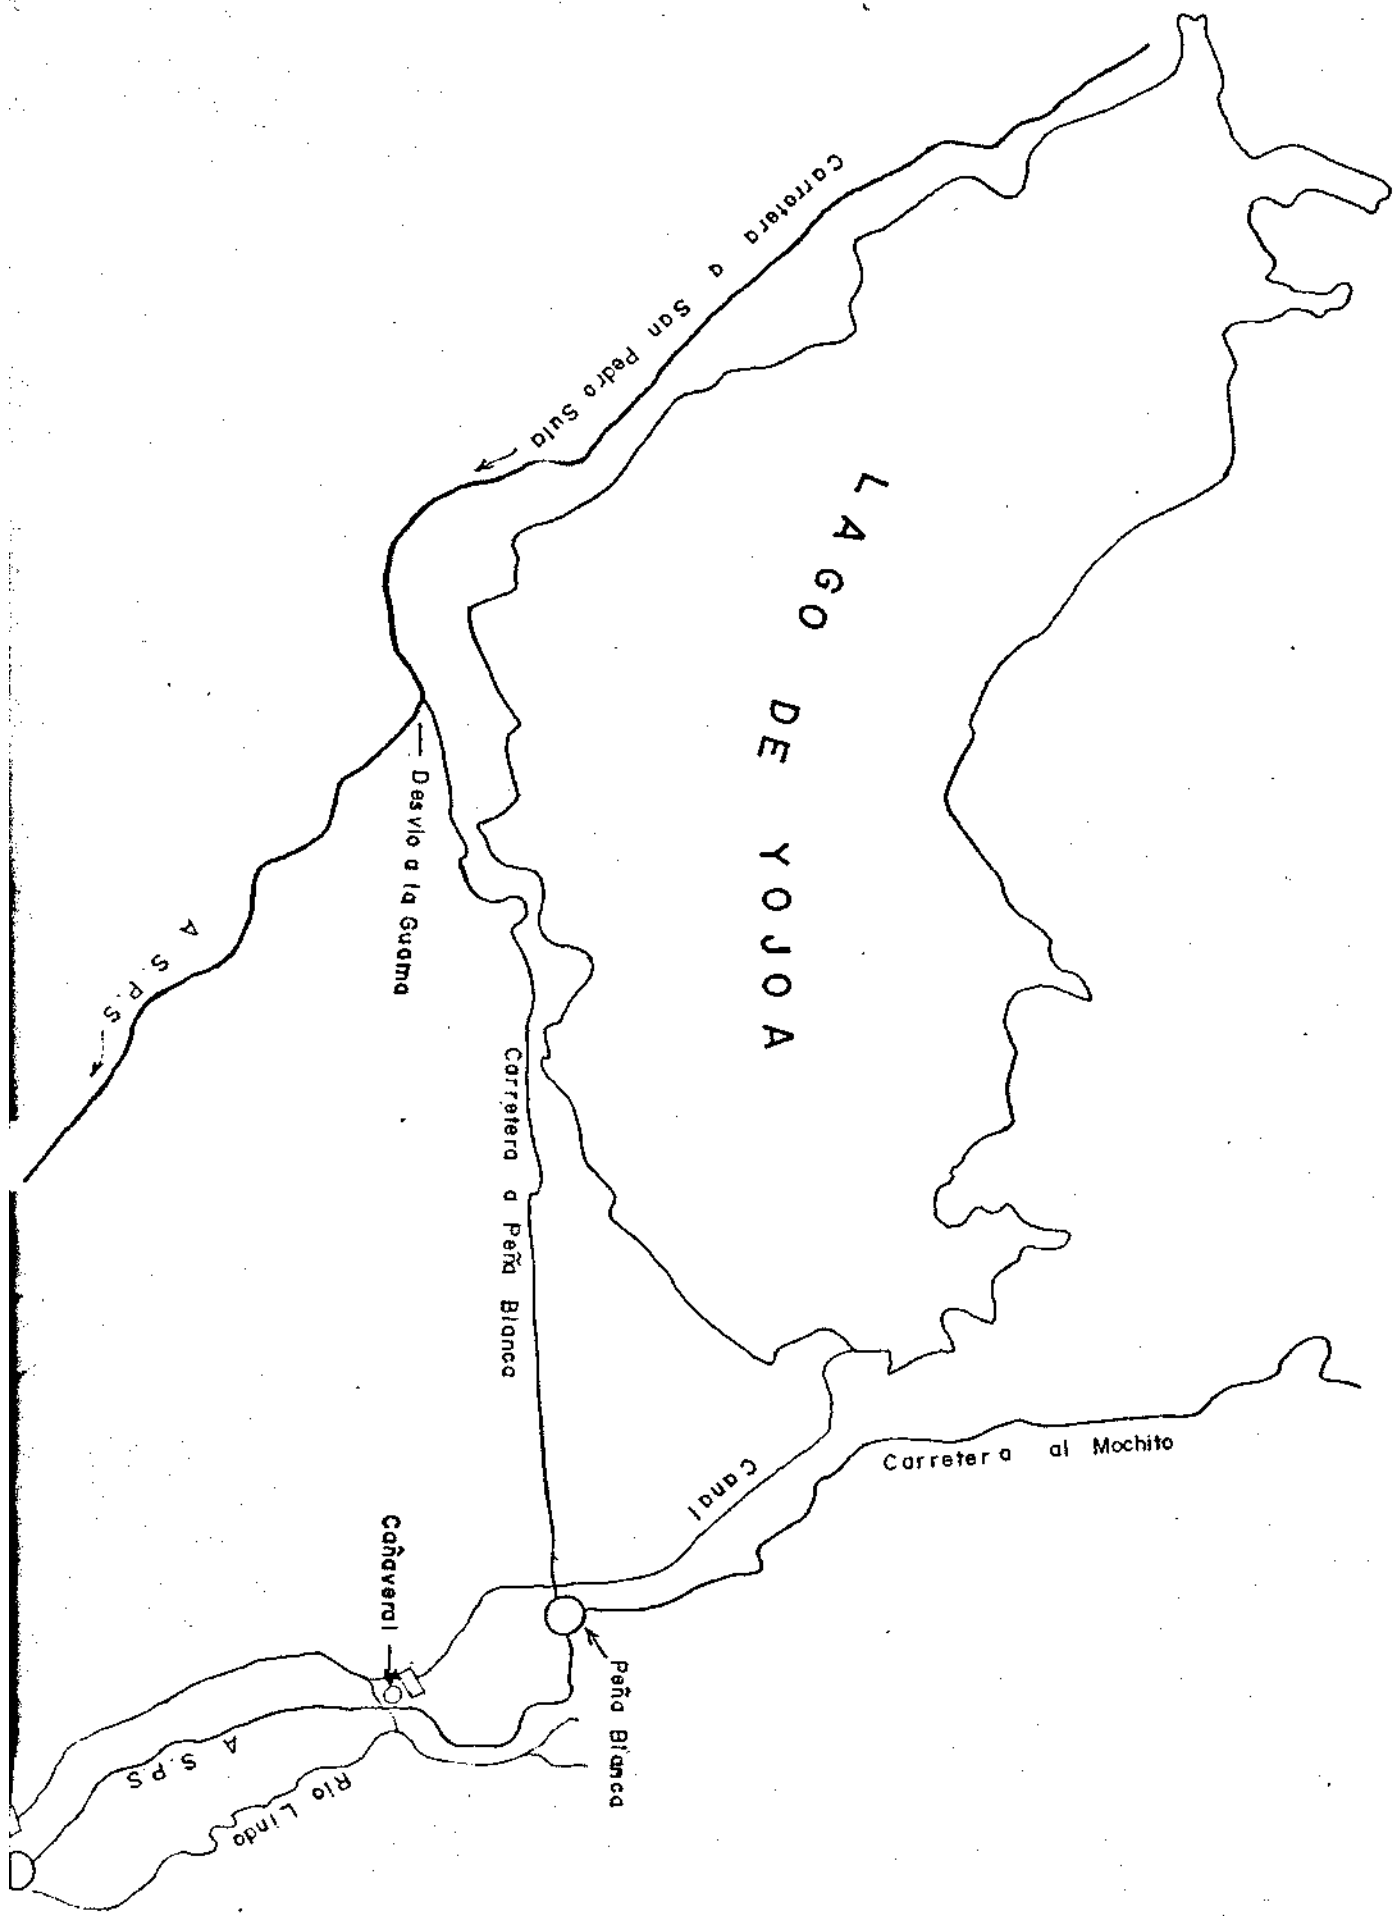 Carretera a San Pedro Sula
LAGO DE YOJOA
Desvío a la Guama
A S.P.S
Carretera a Peña Blanca
Carretera al Mochito
Canal
Cañaveral
Peña Blanca
A S.P.S
Río Lindo